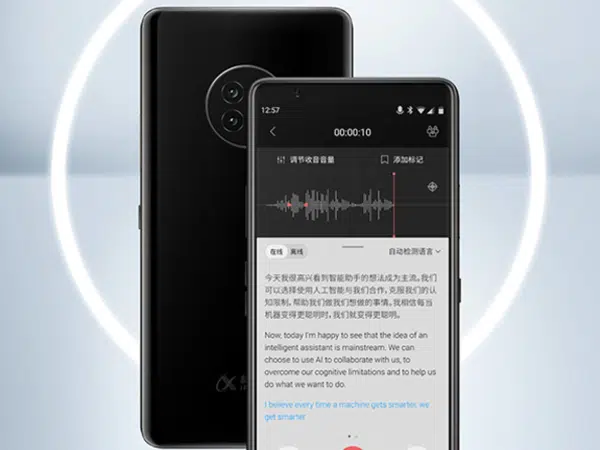 12:57
00:00:10
调节收音音量
添加标记
在线 离线
自动检测语言
今天我很高兴看到智能助手的想法成为主流。我们
可以选择使用人工智能与我们合作，克服我们的认
知限制，帮助我们做我们想做的事情。我相信每当
机器变得更聪明时，我们就变得更聪明。
Now, today I'm happy to see that the idea of an
intelligent assistant is mainstream. We can
choose to use AI to collaborate with us, to
overcome our cognitive limitations and to help us
do what we want to do.
I believe every time a machine gets smarter, we
get smarter